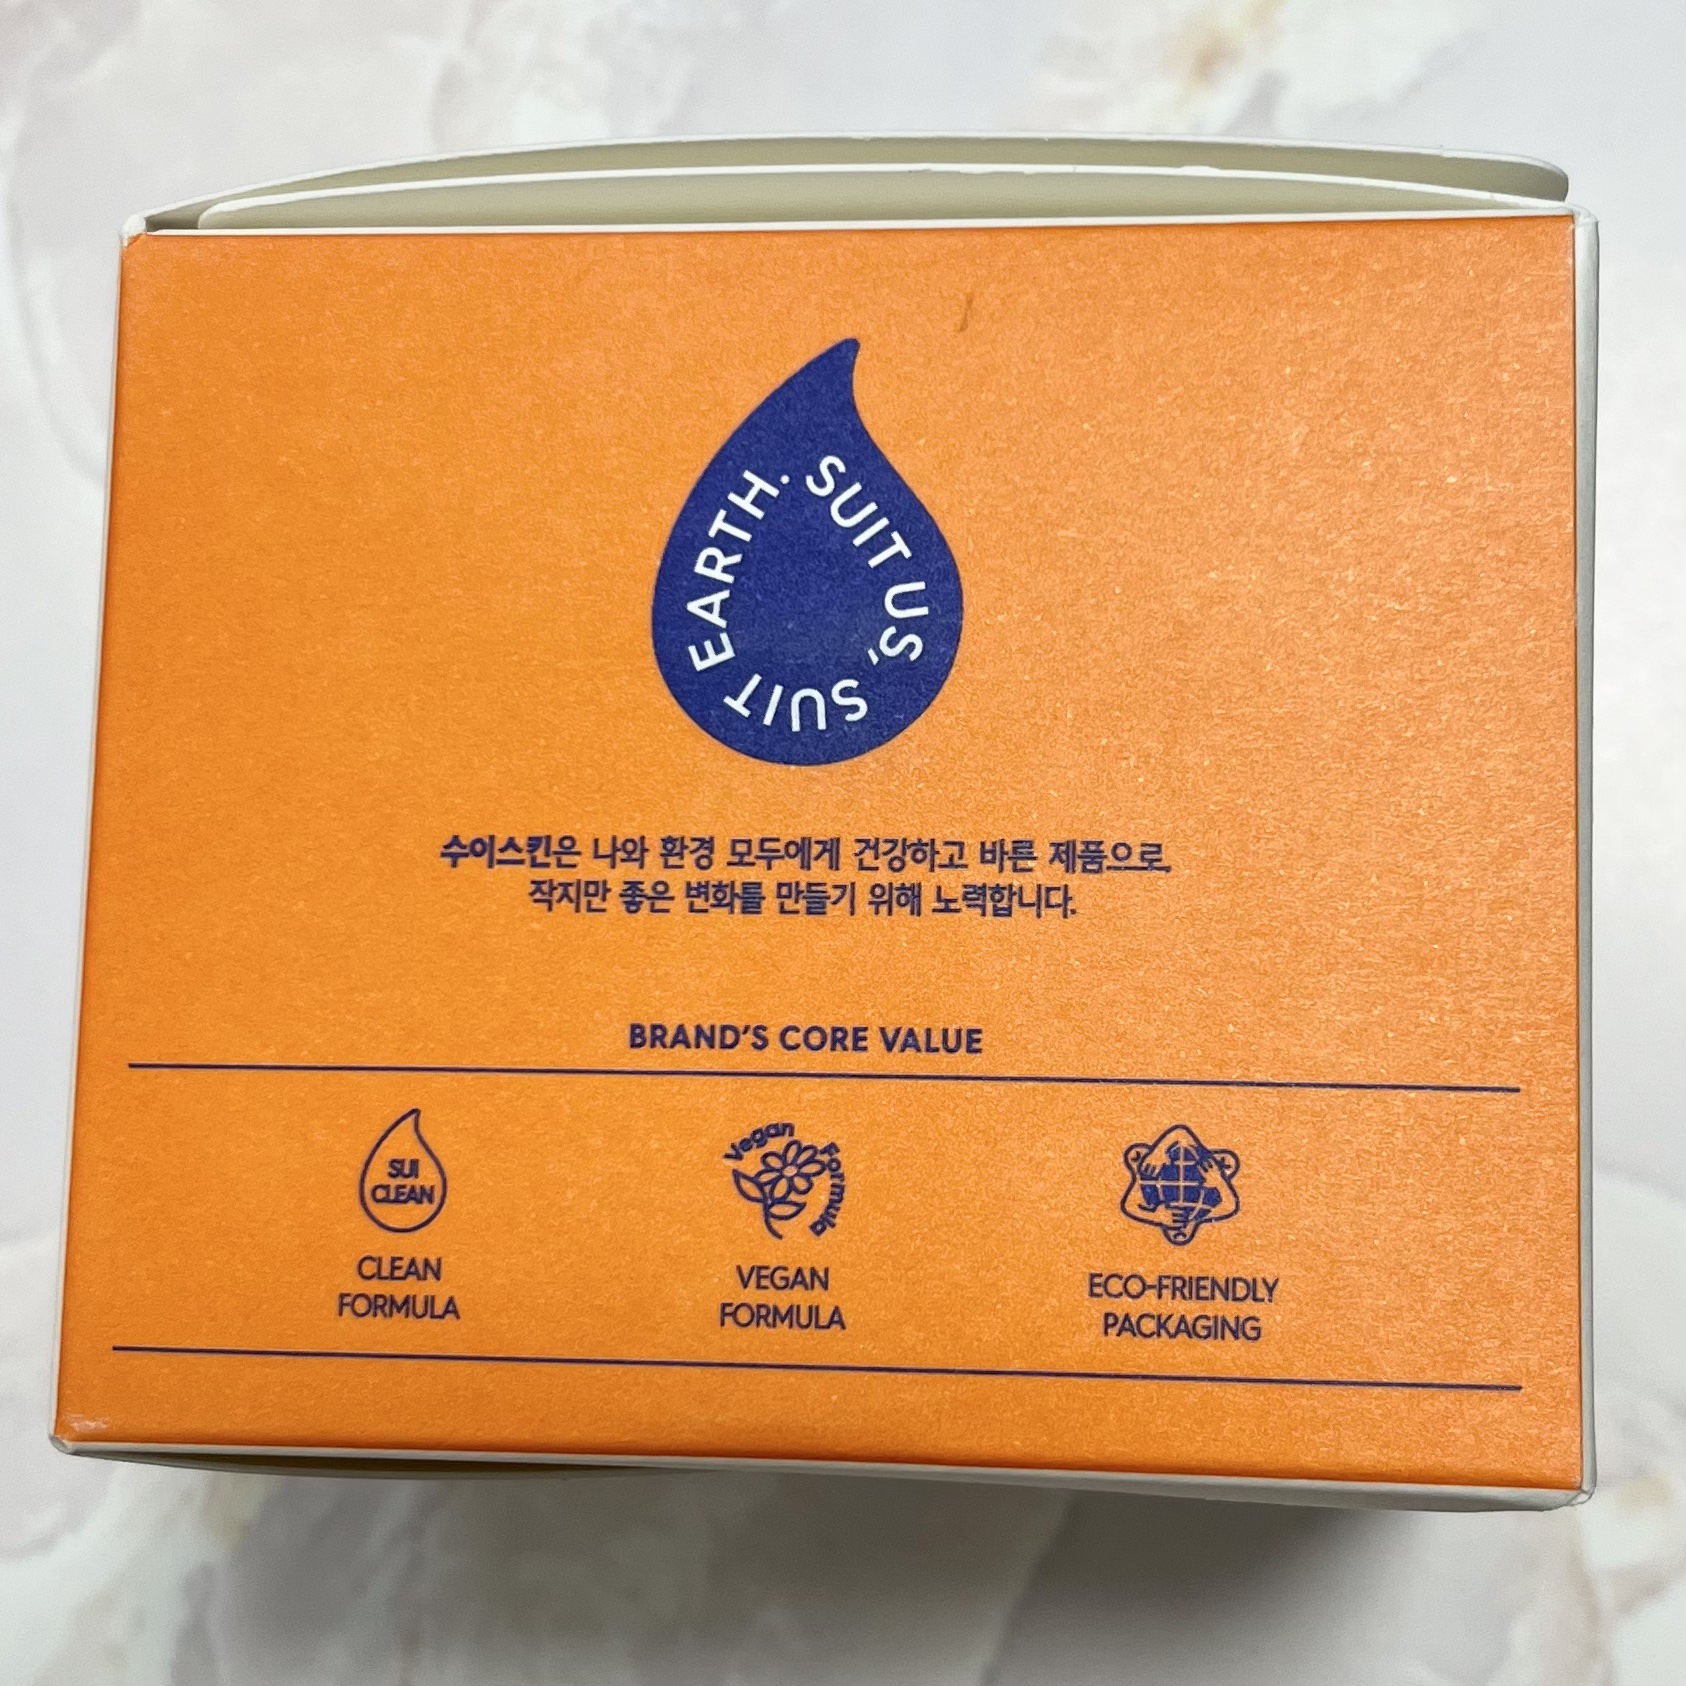 SUIT US, SUIT EARTH.
수이스킨은 나와 환경 모두에게 건강하고 바른 제품으로,
작지만 좋은 변화를 만들기 위해 노력합니다.
BRAND'S CORE VALUE
SUI
CLEAN
CLEAN
FORMULA
Vegan Formula
VEGAN
FORMULA
ECO-FRIENDLY
PACKAGING